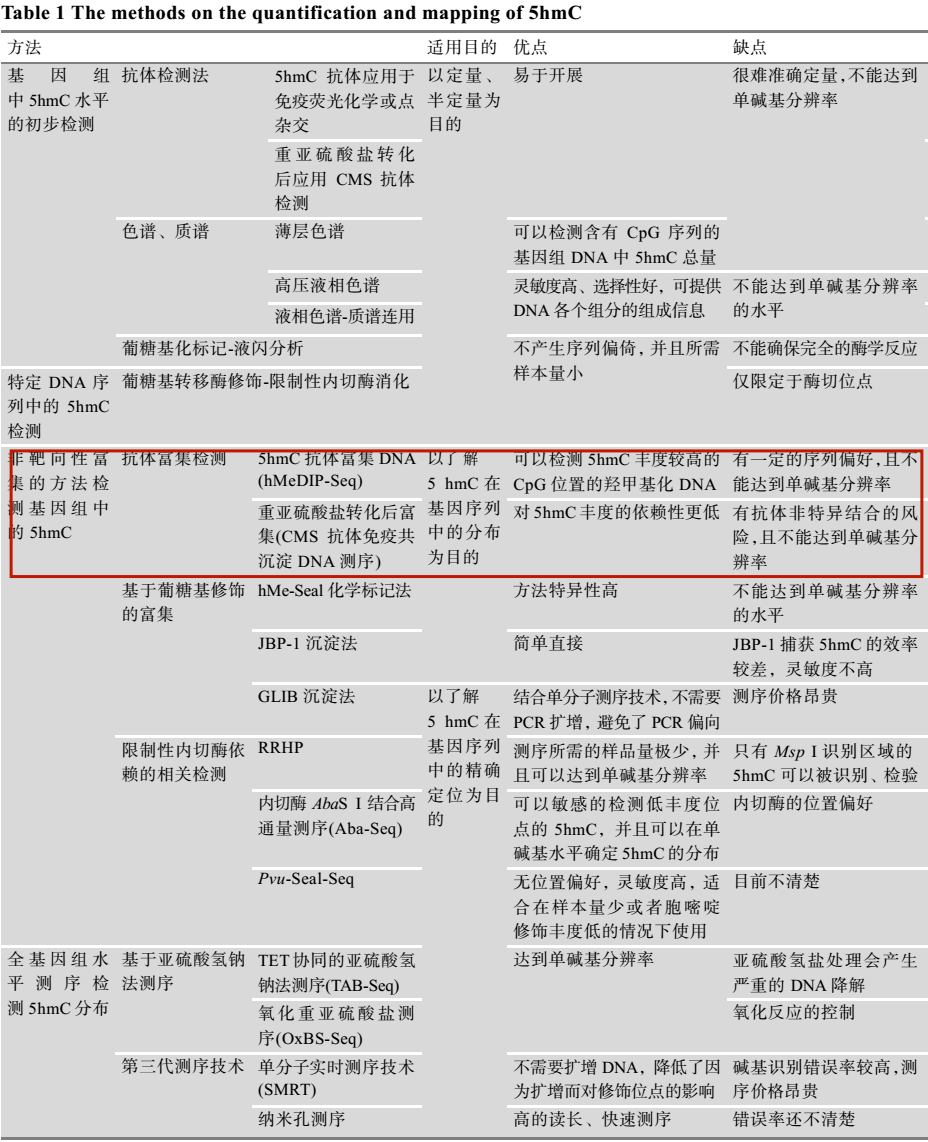 Table 1 The methods on the quantification and mapping of 5hmC
方法
适用目的
优点
缺点
基因组
中 5hmC 水平
的初步检测
抗体检测法
5hmC 抗体应用于
免疫荧光化学或点
杂交
以定量、
半定量为
目的
易于开展
很难准确定量,不能达到
单碱基分辨率
重亚硫酸盐转化
后应用 CMS 抗体
检测
色谱、质谱
薄层色谱
可以检测含有 CpG 序列的
基因组 DNA 中 5hmC 总量
高压液相色谱
灵敏度高、选择性好，可提供
DNA 各个组分的组成信息
不能达到单碱基分辨率
的水平
液相色谱-质谱连用
葡糖基化标记-液闪分析
不产生序列偏倚，并且所需
样本量小
不能确保完全的酶学反应
特定 DNA 序
列中的 5hmC
检测
葡糖基转移酶修饰-限制性内切酶消化
仅限定于酶切位点
非靶向性富
集的方法检
测基因组中
的 5hmC
抗体富集检测
5hmC 抗体富集 DNA
(hMeDIP-Seq)
以了解
5 hmC 在
基因序列
中的分布
为目的
可以检测 5hmC 丰度较高的
CpG 位置的羟甲基化 DNA
有一定的序列偏好,且不
能达到单碱基分辨率
重亚硫酸盐转化后富
集(CMS 抗体免疫共
沉淀 DNA 测序)
对 5hmC 丰度的依赖性更低
有抗体非特异结合的风
险,且不能达到单碱基分
辨率
基于葡糖基修饰
的富集
hMe-Seal 化学标记法
方法特异性高
不能达到单碱基分辨率
的水平
JBP-1 沉淀法
简单直接
JBP-1 捕获 5hmC 的效率
较差，灵敏度不高
GLIB 沉淀法
以了解
5 hmC 在
基因序列
中的精确
定位为目
的
结合单分子测序技术,不需要
PCR 扩增，避免了 PCR 偏向
测序价格昂贵
限制性内切酶依
赖的相关检测
RRHP
测序所需的样品量极少，并
且可以达到单碱基分辨率
只有 Msp I 识别区域的
5hmC 可以被识别、检验
内切酶 AbaS I 结合高
通量测序(Aba-Seq)
可以敏感的检测低丰度位
点的 5hmC，并且可以在单
碱基水平确定 5hmC 的分布
内切酶的位置偏好
Pvu-Seal-Seq
无位置偏好，灵敏度高，适
合在样本量少或者胞嘧啶
修饰丰度低的情况下使用
目前不清楚
全基因组水
平测序检
测 5hmC 分布
基于亚硫酸氢钠
法测序
TET 协同的亚硫酸氢
钠法测序(TAB-Seq)
达到单碱基分辨率
亚硫酸氢盐处理会产生
严重的 DNA 降解
氧化重亚硫酸盐测
序(OxBS-Seq)
氧化反应的控制
第三代测序技术
单分子实时测序技术
(SMRT)
不需要扩增 DNA，降低了因
为扩增而对修饰位点的影响
碱基识别错误率较高,测
序价格昂贵
纳米孔测序
高的读长、快速测序
错误率还不清楚